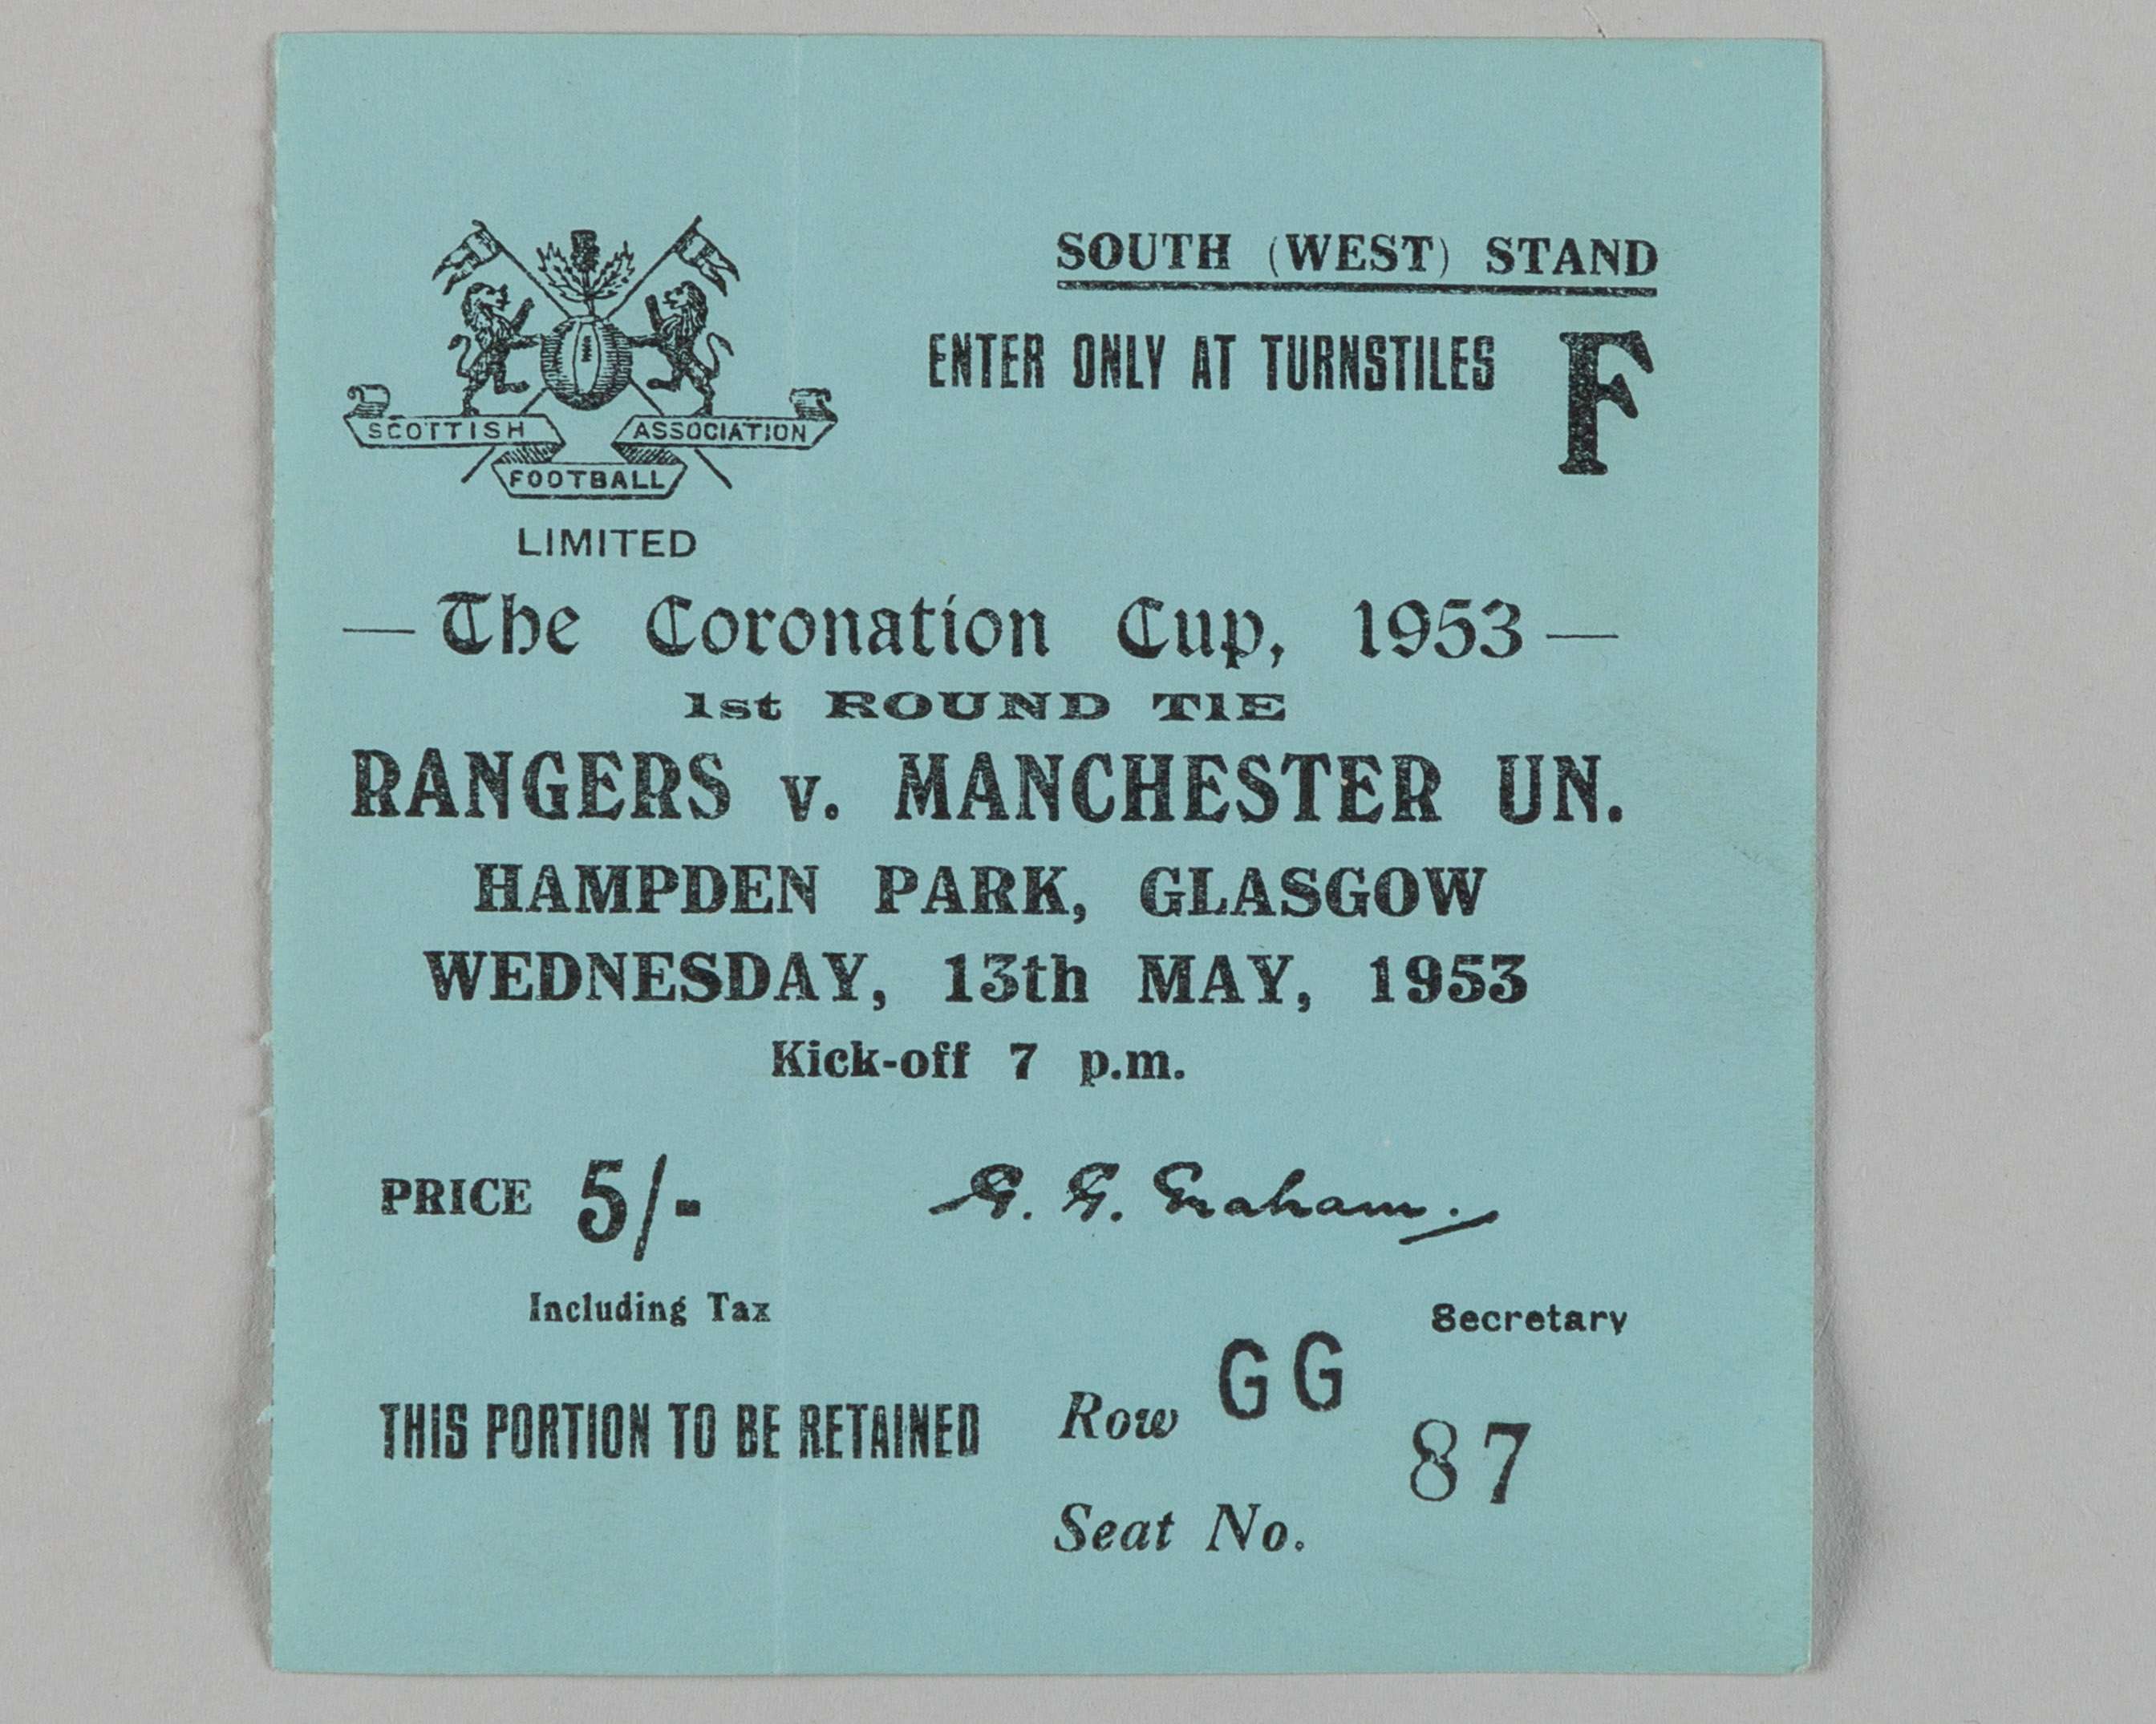 SOUTH (WEST) STAND
ENTER ONLY AT TURNSTILES F
SCOTTISH FOOTBALL ASSOCIATION
LIMITED
— The Coronation Cup, 1953 —
1st ROUND TIE
RANGERS v. MANCHESTER UN.
HAMPDEN PARK, GLASGOW
WEDNESDAY, 13th MAY, 1953
Kick-off 7 p.m.
PRICE 5/-
G. G. Graham.
Including Tax
Secretary
THIS PORTION TO BE RETAINED
Row GG
Seat No. 87